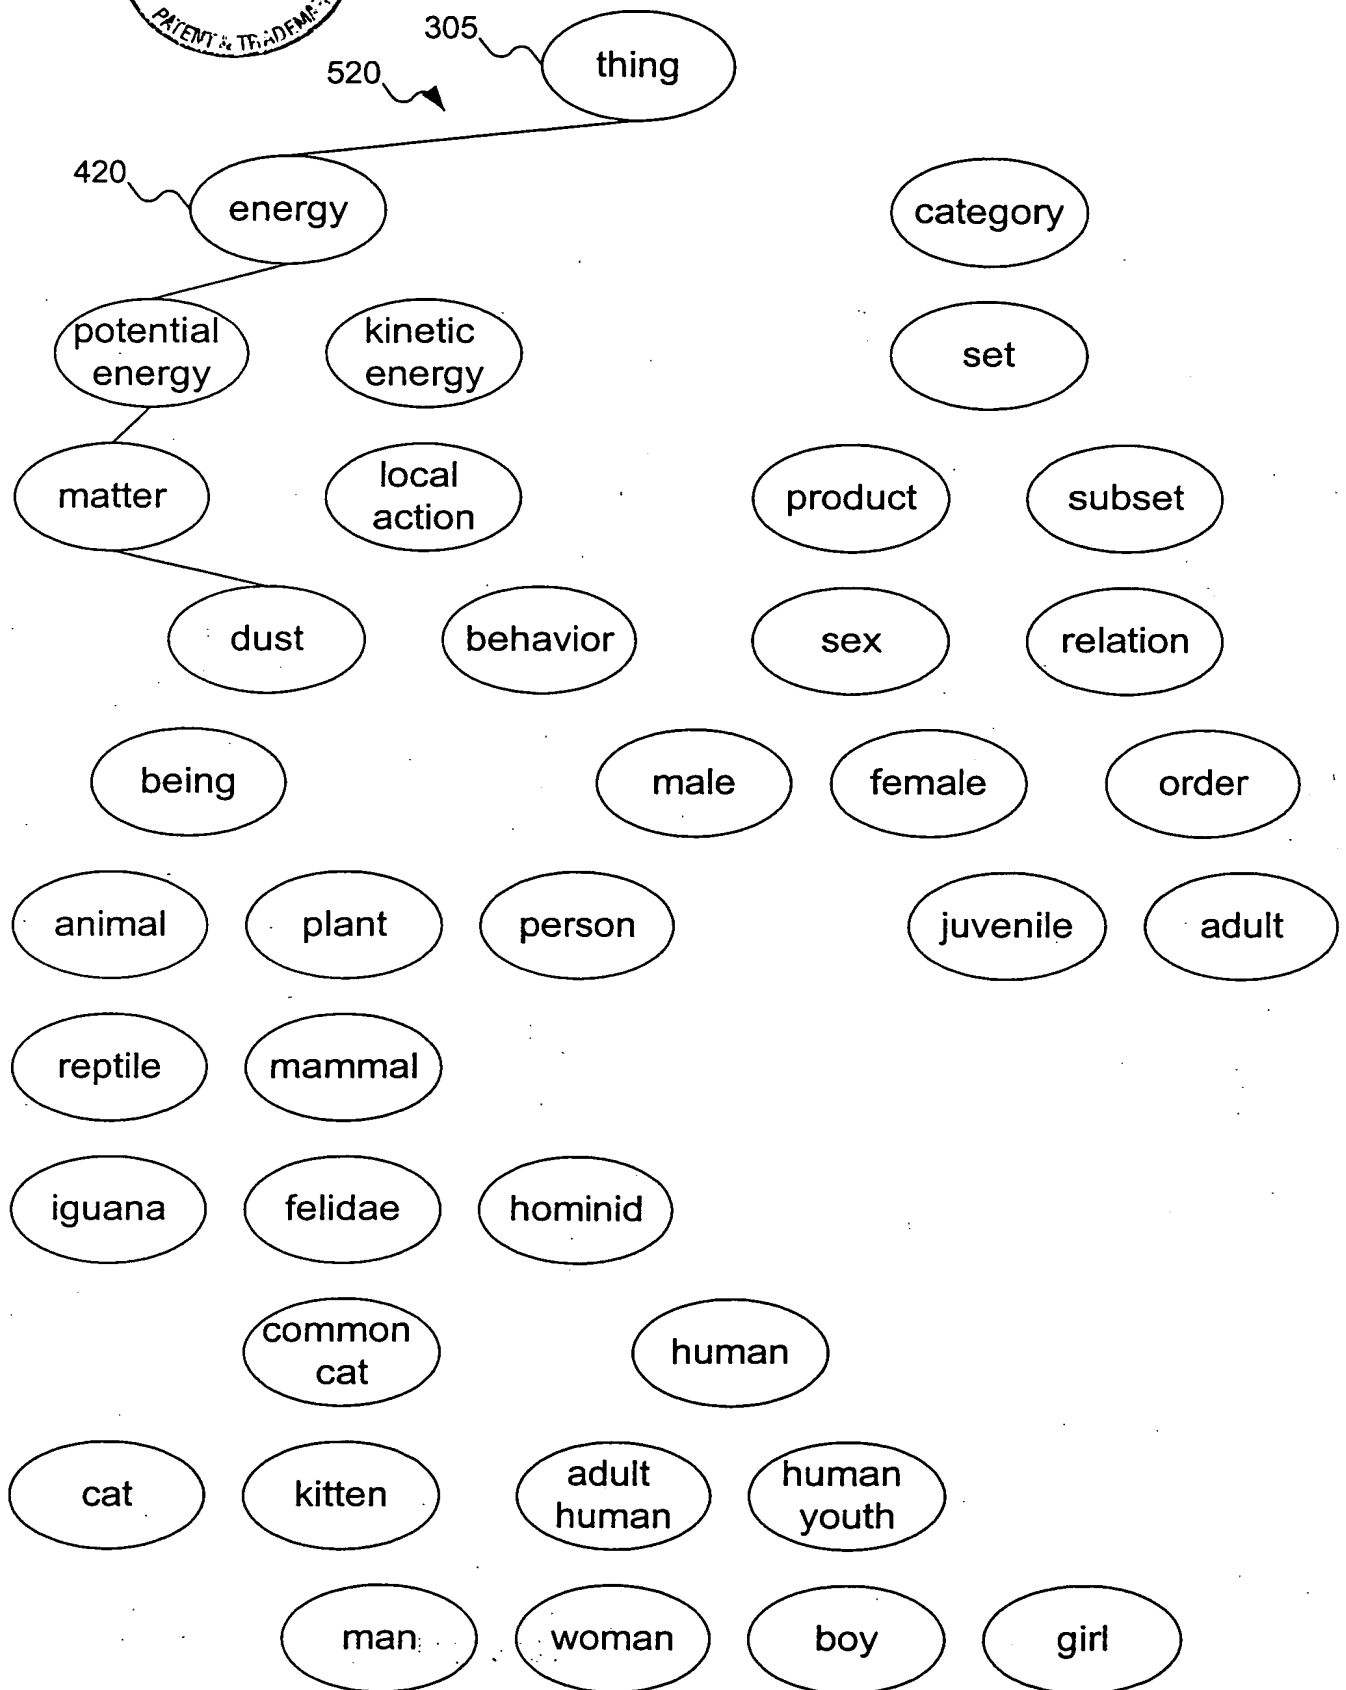 PATENT & TRADEMA
305
thing
520
420
energy
category
potential
energy
kinetic
energy
set
matter
local
action
product
subset
dust
behavior
sex
relation
being
male
female
order
animal
plant
person
juvenile
adult
reptile
mammal
iguana
felidae
hominid
common
cat
human
cat
kitten
adult
human
human
youth
man
woman
boy
girl